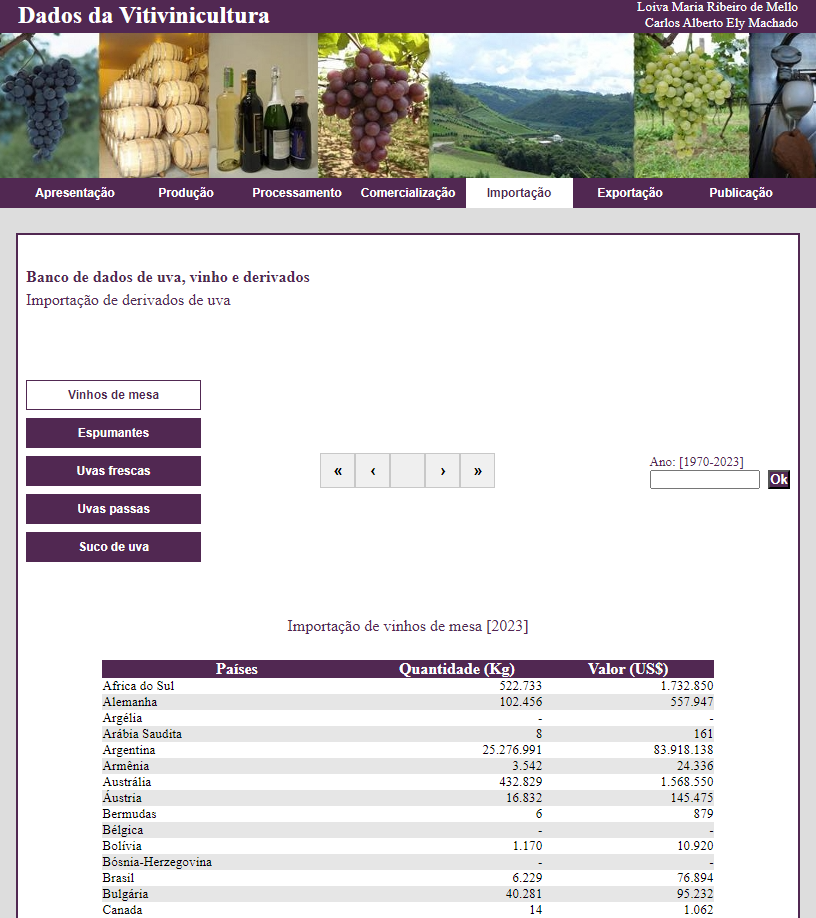 Dados da Vitivinicultura
Loiva Maria Ribeiro de Mello
Carlos Alberto Ely Machado
Apresentação Produção Processamento Comercialização Importação Exportação Publicação
Banco de dados de uva, vinho e derivados
Importação de derivados de uva
Vinhos de mesa
Espumantes
Uvas frescas
Uvas passas
Suco de uva
« ‹ › »
Ano: [1970-2023]
Ok
Importação de vinhos de mesa [2023]
Países Quantidade (Kg) Valor (US$)
Africa do Sul 522.733 1.732.850
Alemanha 102.456 557.947
Argélia - -
Arábia Saudita 8 161
Argentina 25.276.991 83.918.138
Armênia 3.542 24.336
Austrália 432.829 1.568.550
Áustria 16.832 145.475
Bermudas 6 879
Bélgica - -
Bolívia 1.170 10.920
Bósnia-Herzegovina - -
Brasil 6.229 76.894
Bulgária 40.281 95.232
Canada 14 1.062